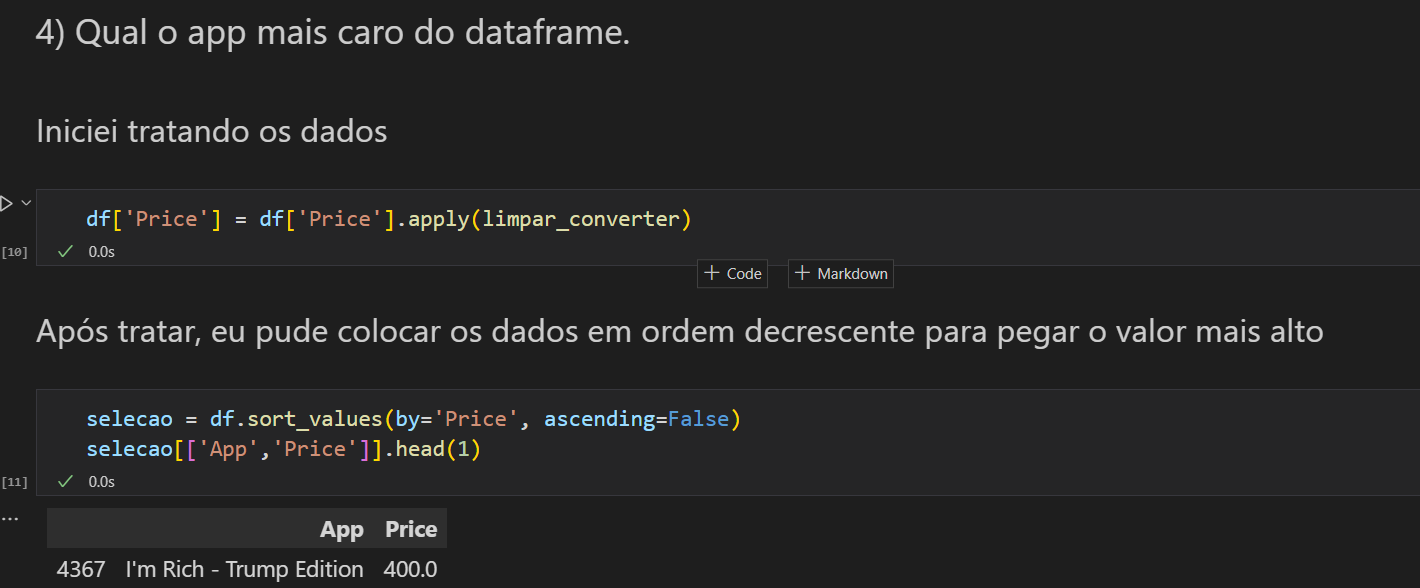 4) Qual o app mais caro do dataframe.
Iniciei tratando os dados
df['Price'] = df['Price'].apply(limpar_converter)
[10]
0.0s
Code
Markdown
Após tratar, eu pude colocar os dados em ordem decrescente para pegar o valor mais alto
selecao = df.sort_values(by='Price', ascending=False)
selecao[['App','Price']].head(1)
[11]
0.0s
...
App Price
4367 I'm Rich - Trump Edition 400.0